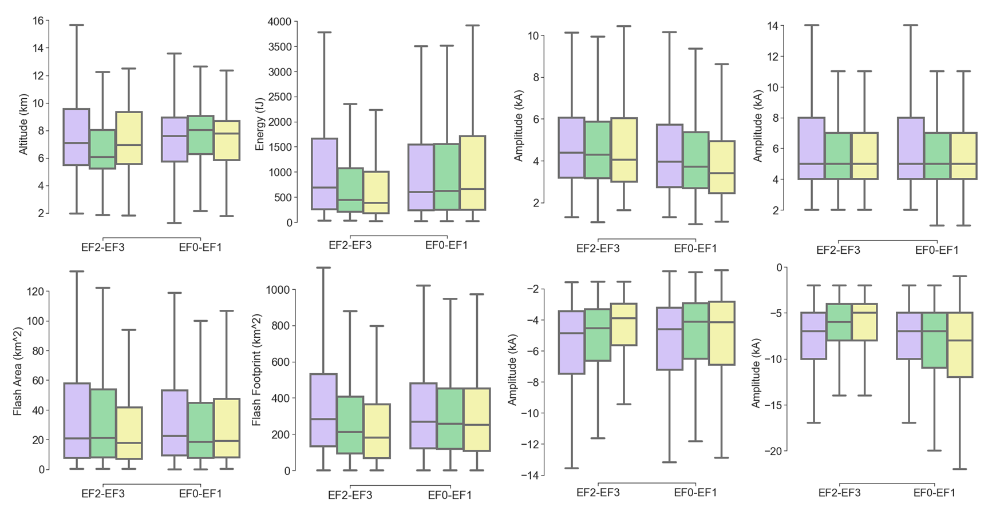 Altitude (km)
16
14
12
10
8
6
4
2
EF2-EF3
EF0-EF1
Energy (fJ)
4000
3500
3000
2500
2000
1500
1000
500
0
EF2-EF3
EF0-EF1
Amplitude (kA)
10
8
6
4
2
EF2-EF3
EF0-EF1
Amplitude (kA)
14
12
10
8
6
4
2
EF2-EF3
EF0-EF1
Flash Area (km^2)
120
100
80
60
40
20
0
EF2-EF3
EF0-EF1
Flash Footprint (km^2)
1000
800
600
400
200
0
EF2-EF3
EF0-EF1
Amplitude (kA)
−2
−4
−6
−8
−10
−12
−14
EF2-EF3
EF0-EF1
Amplitude (kA)
0
−5
−10
−15
−20
EF2-EF3
EF0-EF1